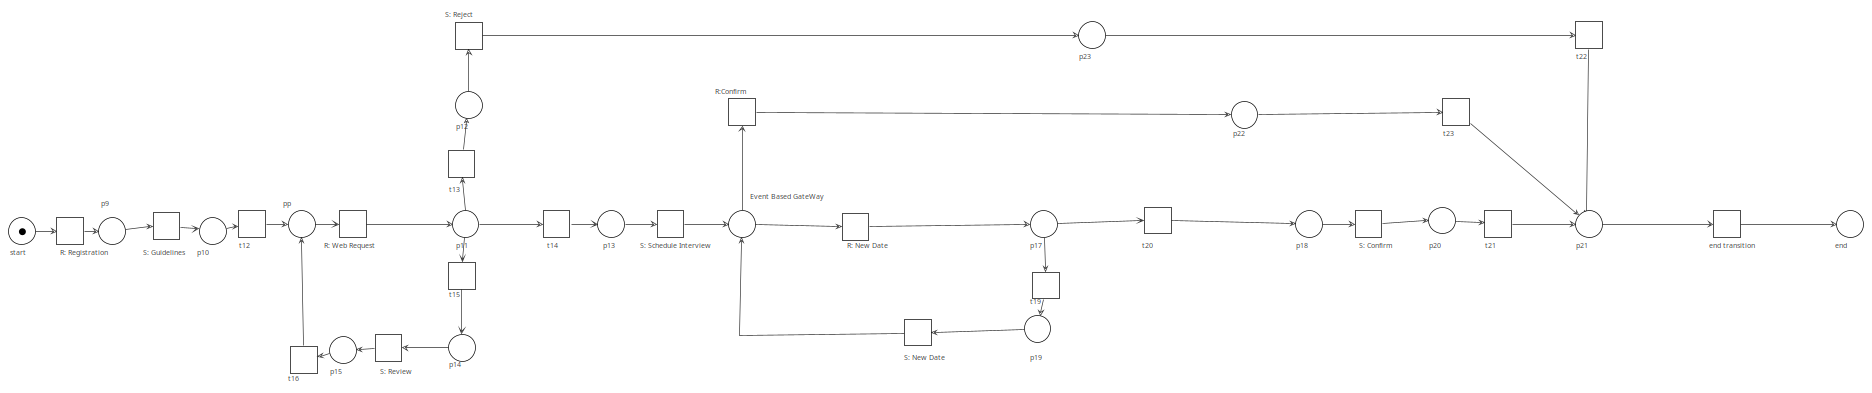 S: Reject
p23
t22
R:Confirm
p12
p22
t23
t13
Event Based GateWay
p9
pp
start
R: Registration
S: Guidelines
p10
t12
R: Web Request
p11
t14
p13
S: Schedule Interview
R: New Date
p17
t20
p18
S: Confirm
p20
t21
p21
end transition
end
t15
t19
t16
p15
S: Review
p14
S: New Date
p19